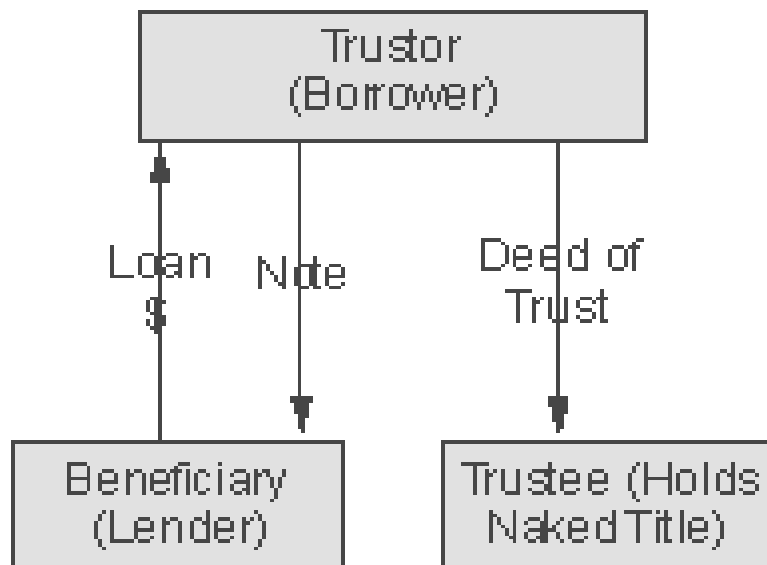 Trustor
(Borrower)
Loan
$
Note
Deed of
Trust
Beneficiary
(Lender)
Trustee (Holds
Naked Title)